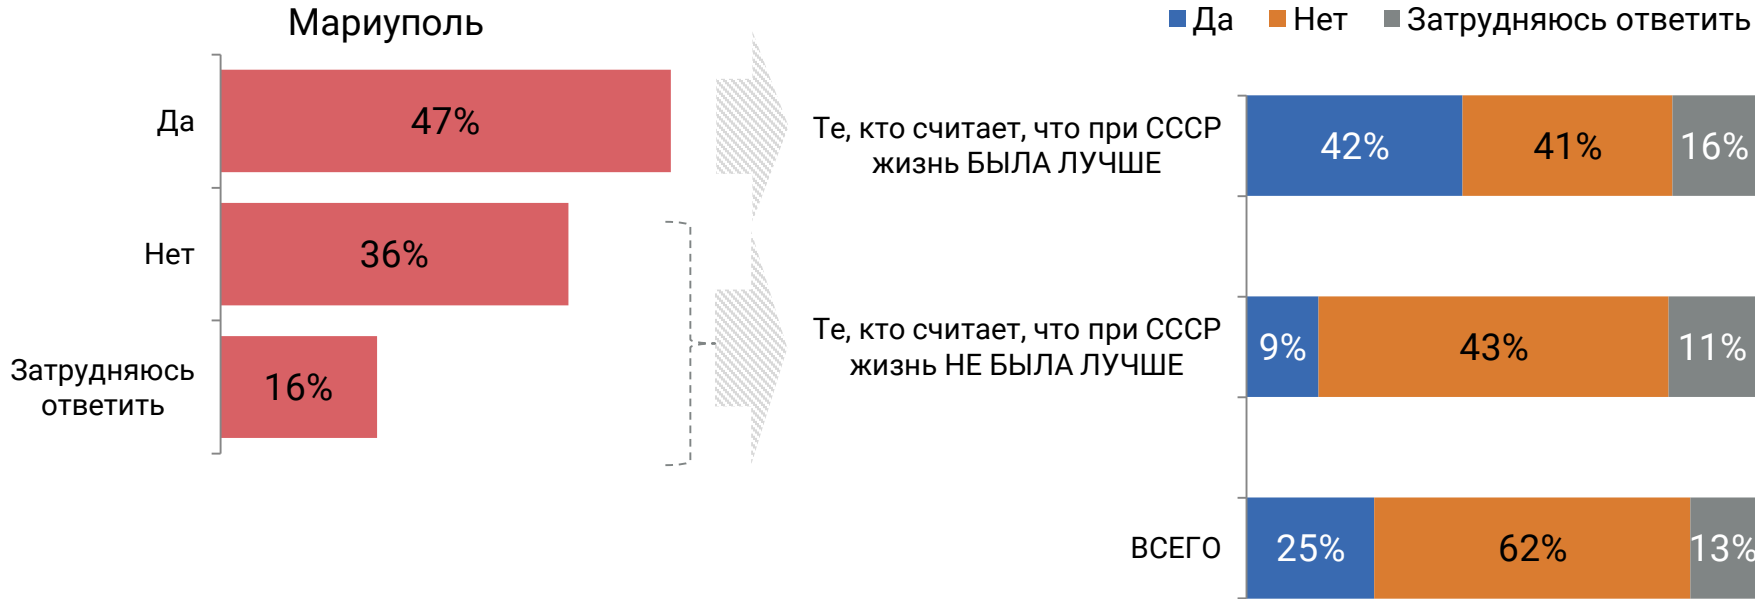 Мариуполь
Да
47%
Нет
36%
Затрудняюсь
ответить
16%
Да Нет Затрудняюсь ответить
Те, кто считает, что при СССР
жизнь БЫЛА ЛУЧШЕ
42% 41% 16%
Те, кто считает, что при СССР
жизнь НЕ БЫЛА ЛУЧШЕ
9% 43% 11%
ВСЕГО
25% 62% 13%